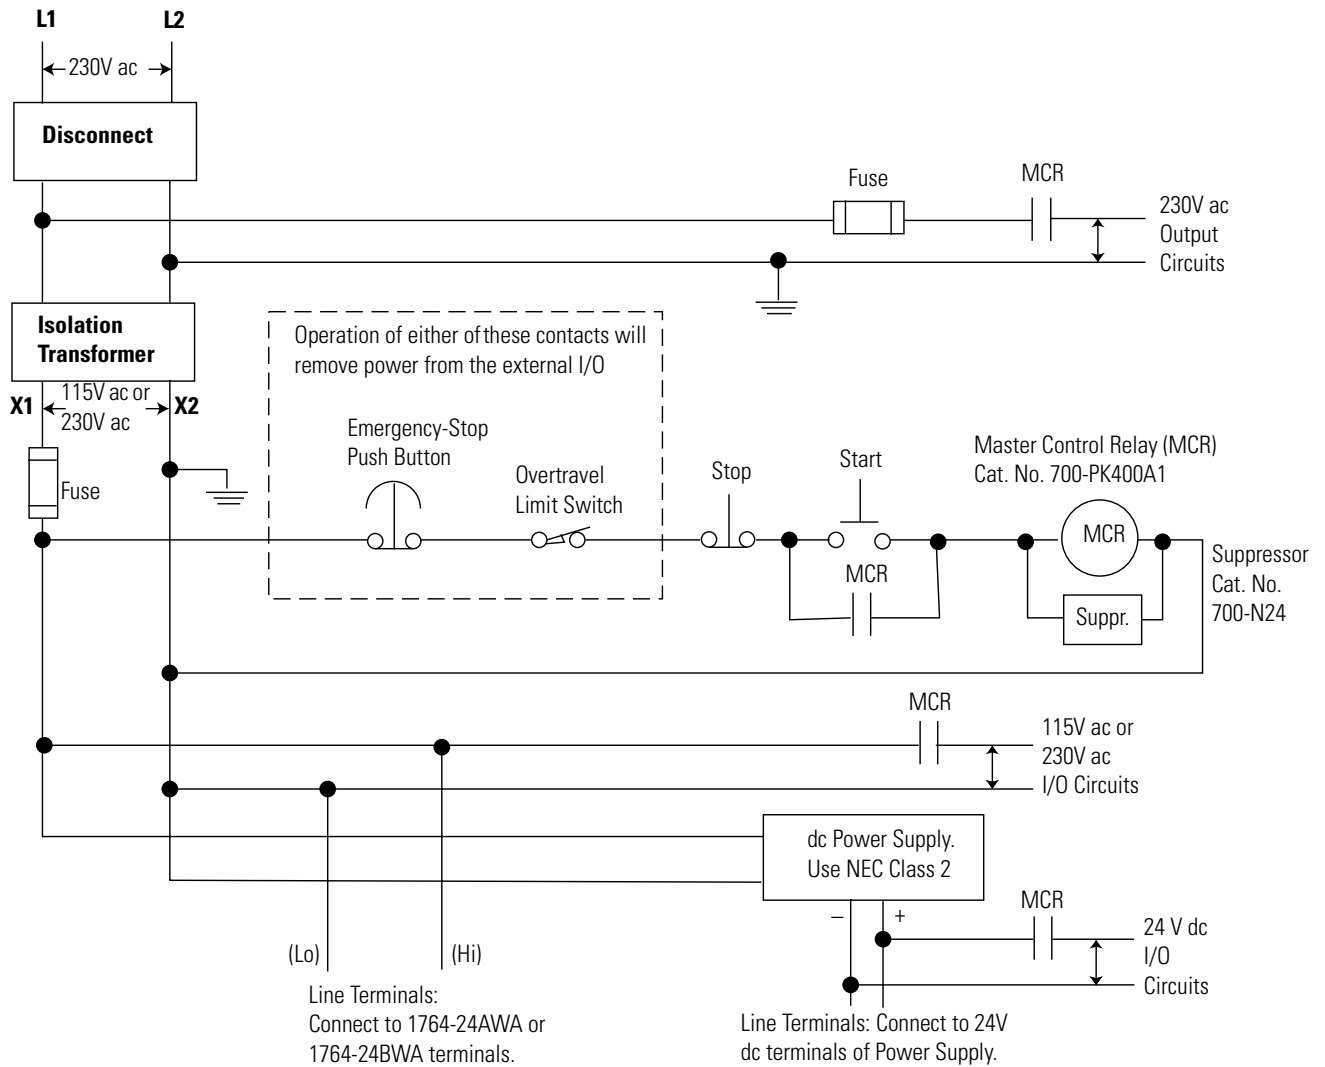 L1
L2
230V ac
Disconnect
Fuse
MCR
230V ac
Output
Circuits
Isolation
Transformer
X1
115V ac or
230V ac
X2
Fuse
Operation of either of these contacts will
remove power from the external I/O
Emergency-Stop
Push Button
Overtravel
Limit Switch
Stop
Start
MCR
Master Control Relay (MCR)
Cat. No. 700-PK400A1
MCR
Suppr.
Suppressor
Cat. No.
700-N24
MCR
115V ac or
230V ac
I/O Circuits
dc Power Supply.
Use NEC Class 2
– +
MCR
24 V dc
I/O
Circuits
(Lo)
(Hi)
Line Terminals:
Connect to 1764-24AWA or
1764-24BWA terminals.
Line Terminals: Connect to 24V
dc terminals of Power Supply.